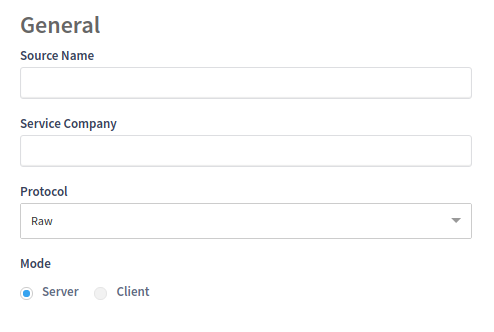 General
Source Name
Service Company
Protocol
Raw
Mode
Server Client